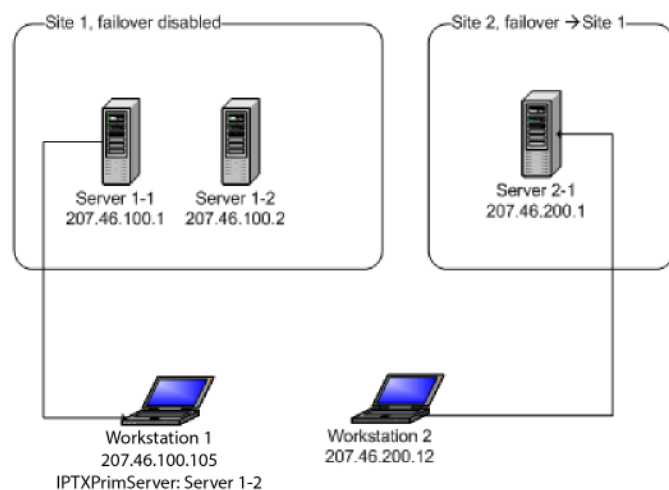 Site 1, failover disabled
Site 2, failover → Site 1
Server 1-1
207.46.100.1
Server 1-2
207.46.100.2
Server 2-1
207.46.200.1
Workstation 1
207.46.100.105
IPTXPrimServer: Server 1-2
Workstation 2
207.46.200.12